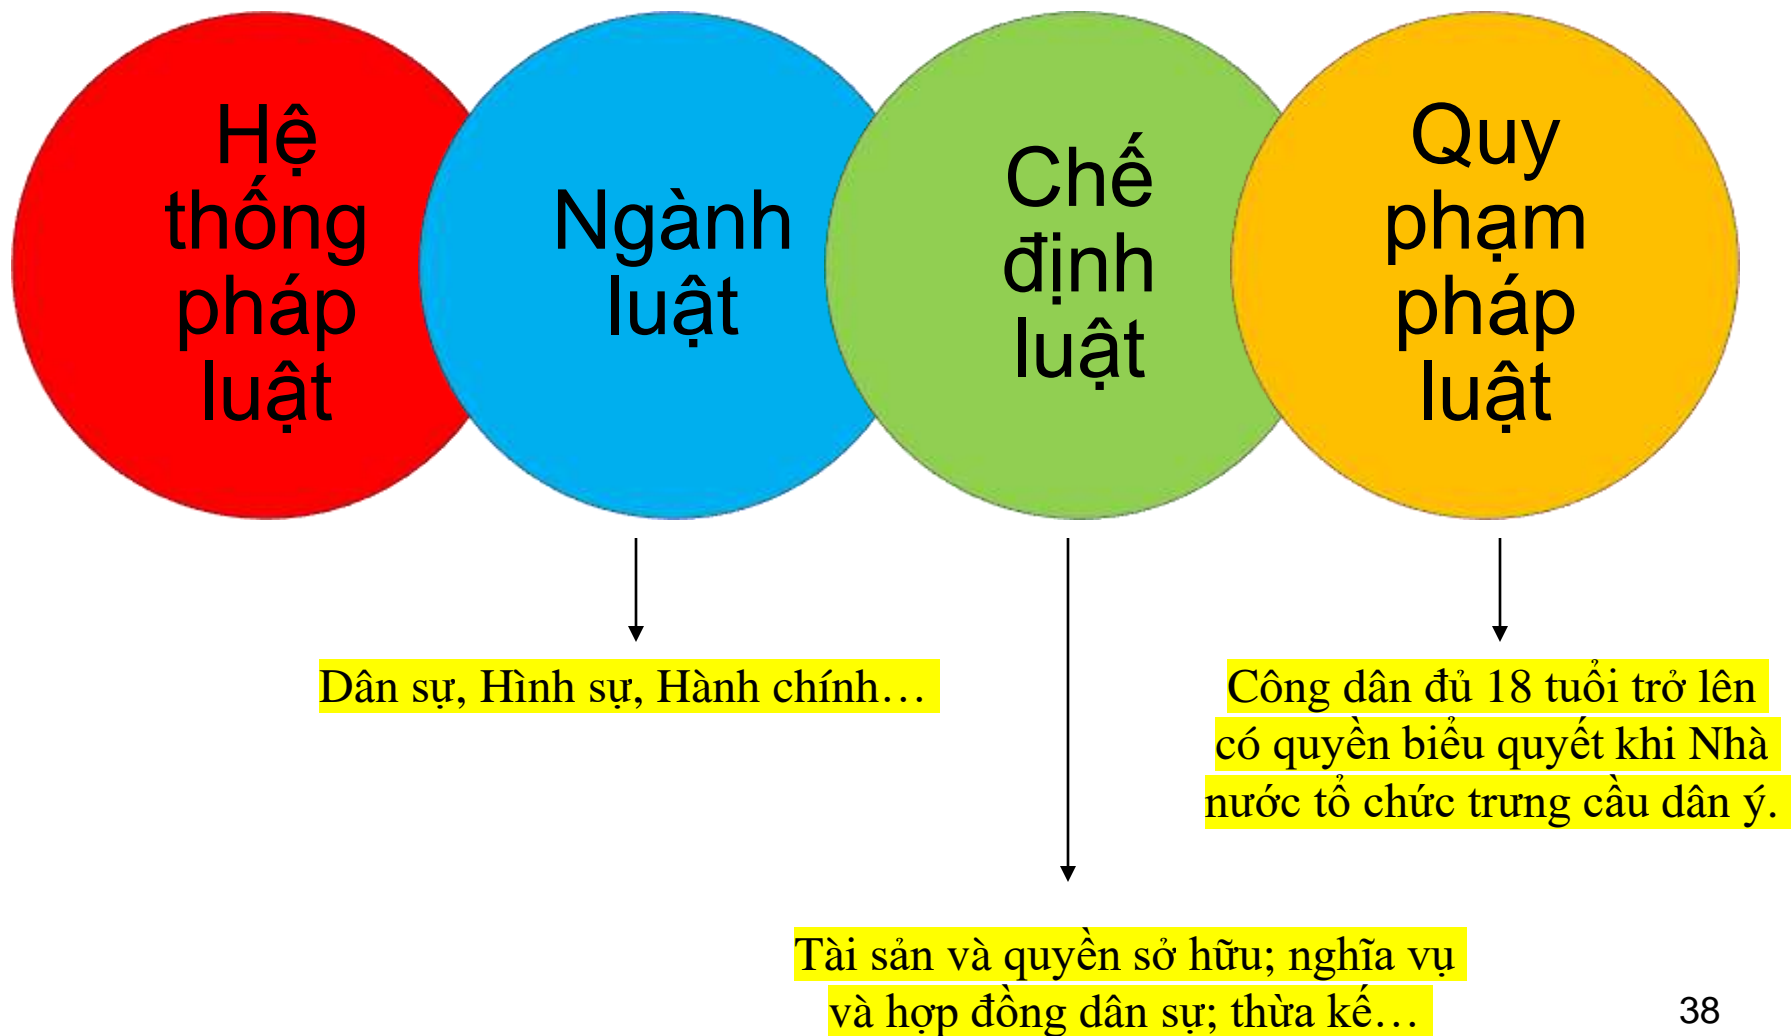 Hệ
thống
pháp
luật
Ngành
luật
Chế
định
luật
Quy
phạm
pháp
luật
Dân sự, Hình sự, Hành chính…
Công dân đủ 18 tuổi trở lên
có quyền biểu quyết khi Nhà
nước tổ chức trưng cầu dân ý.
Tài sản và quyền sở hữu; nghĩa vụ
và hợp đồng dân sự; thừa kế…
38